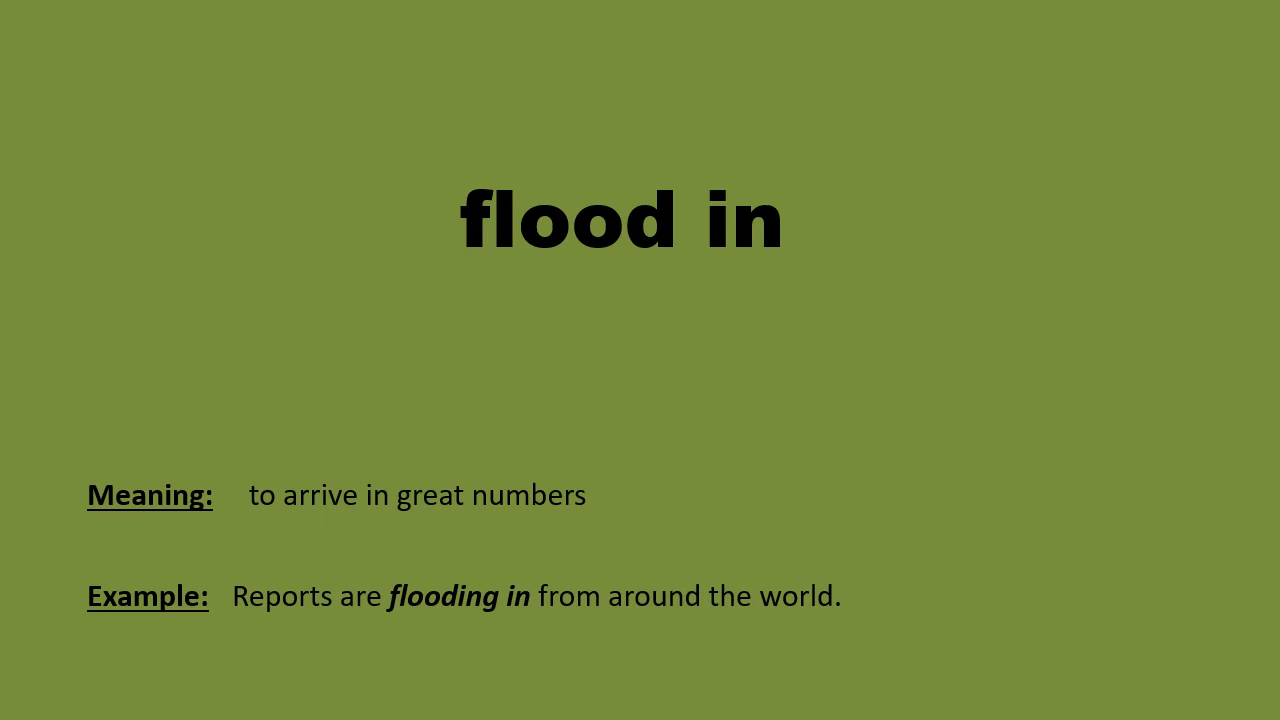 flood in
Meaning: to arrive in great numbers
Example: Reports are flooding in from around the world.